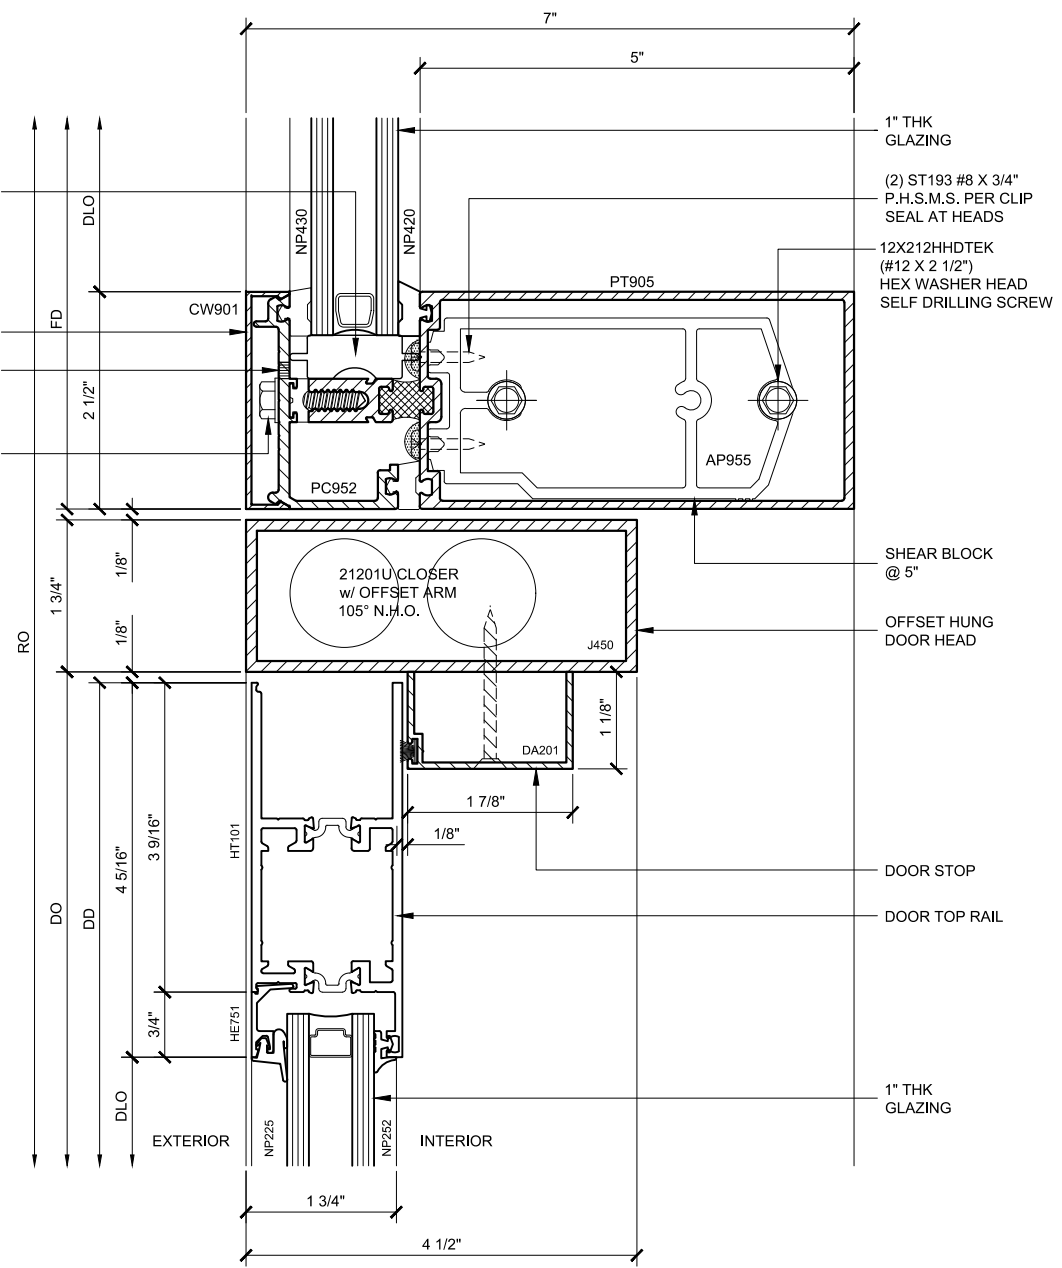 7"
5"
1" THK
GLAZING
(2) ST193 #8 X 3/4"
P.H.S.M.S. PER CLIP
SEAL AT HEADS
DLO
NP430
NP420
12X212HHDTEK
(#12 X 2 1/2")
HEX WASHER HEAD
SELF DRILLING SCREW
PT905
CW901
FD
2 1/2"
AP955
PC952
SHEAR BLOCK
@ 5"
1/8"
1 3/4"
21201U CLOSER
w/ OFFSET ARM
105° N.H.O.
OFFSET HUNG
DOOR HEAD
1/8"
RO
J450
1 1/8"
DA201
1 7/8"
1/8"
HT101
3 9/16"
4 5/16"
DOOR STOP
DO
DD
DOOR TOP RAIL
HE751
3/4"
1" THK
GLAZING
DLO
EXTERIOR
NP225
NP252
INTERIOR
1 3/4"
4 1/2"